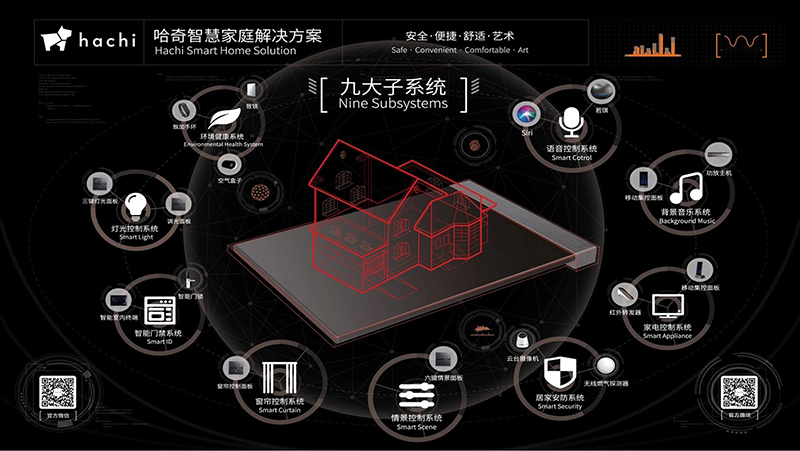 hachi
哈奇智慧家庭解决方案
Hachi Smart Home Solution
安全·便捷·舒适·艺术
Safe · Convenient · Comfortable · Art
九大子系统
Nine Subsystems
致镜
致加手环
环境健康系统
Environmental Health System
空气盒子
Siri
若琪
语音控制系统
Smart Cotrol
三键灯光面板
调光面板
灯光控制系统
Smart Light
功放主机
移动集控面板
背景音乐系统
Background Music
智能门锁
智能室内终端
智能门禁系统
Smart ID
移动集控面板
红外转发器
家电控制系统
Smart Appliance
窗帘控制面板
窗帘控制系统
Smart Curtain
六键情景面板
情景控制系统
Smart Scene
云台摄像机
无线燃气探测器
居家安防系统
Smart Security
官方微信
官方微信